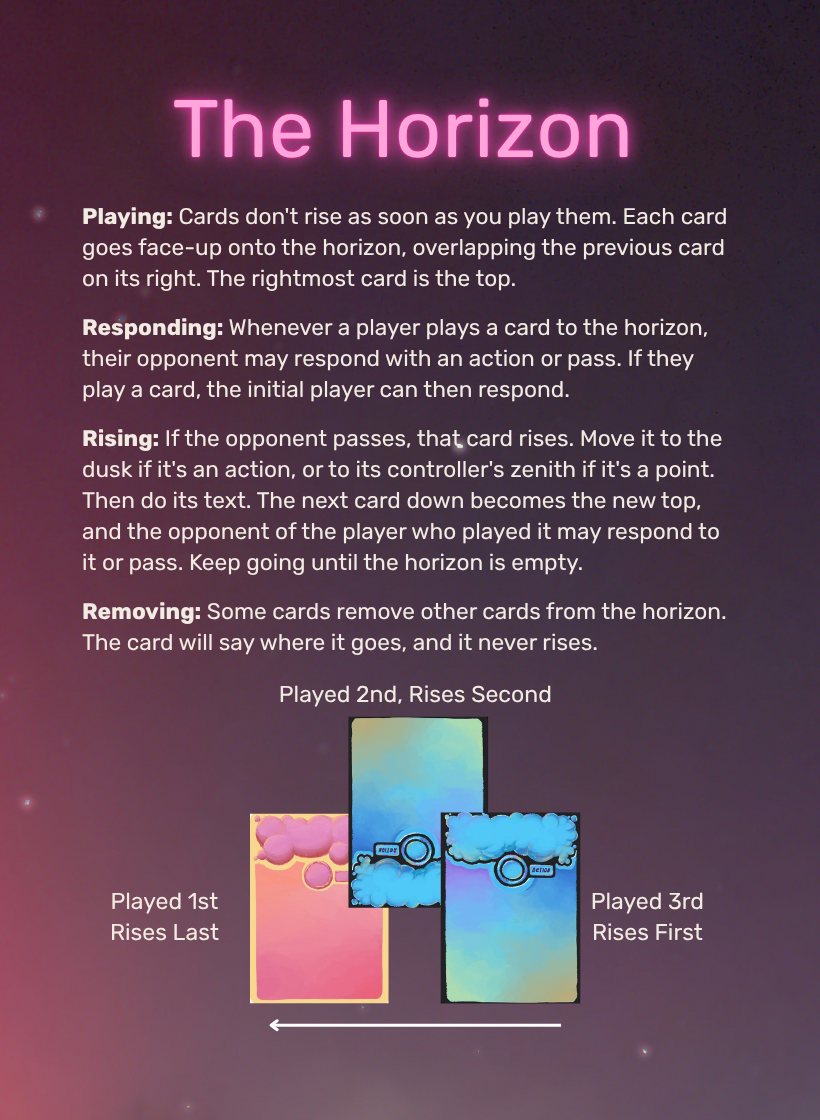 The Horizon
Playing: Cards don't rise as soon as you play them. Each card
goes face-up onto the horizon, overlapping the previous card
on its right. The rightmost card is the top.
Responding: Whenever a player plays a card to the horizon,
their opponent may respond with an action or pass. If they
play a card, the initial player can then respond.
Rising: If the opponent passes, that card rises. Move it to the
dusk if it's an action, or to its controller's zenith if it's a point.
Then do its text. The next card down becomes the new top,
and the opponent of the player who played it may respond to
it or pass. Keep going until the horizon is empty.
Removing: Some cards remove other cards from the horizon.
The card will say where it goes, and it never rises.
Played 2nd, Rises Second
Played 1st
Rises Last
ACTION
ACTION
Played 3rd
Rises First